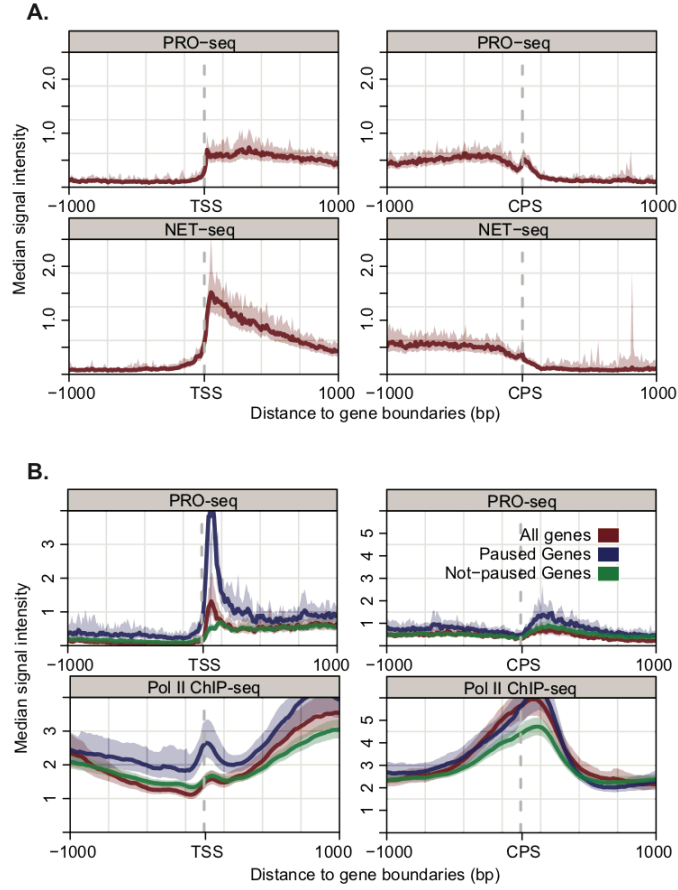 A.
PRO−seq PRO−seq
2.0 2.0
1.0 1.0
−1000 TSS 1000 −1000 CPS 1000
Median signal intensity
NET−seq NET−seq
2.0 2.0
1.0 1.0
−1000 TSS 1000 −1000 CPS 1000
Distance to gene boundaries (bp)
B.
PRO-seq PRO-seq
3 5
All genes
4
Paused Genes
2 3
Not-paused Genes
2
1 1
-1000 TSS 1000 -1000 CPS 1000
Median signal intensity
Pol II ChIP-seq Pol II ChIP-seq
3 5
4
2 3
2
1 1
-1000 TSS 1000 -1000 CPS 1000
Distance to gene boundaries (bp)